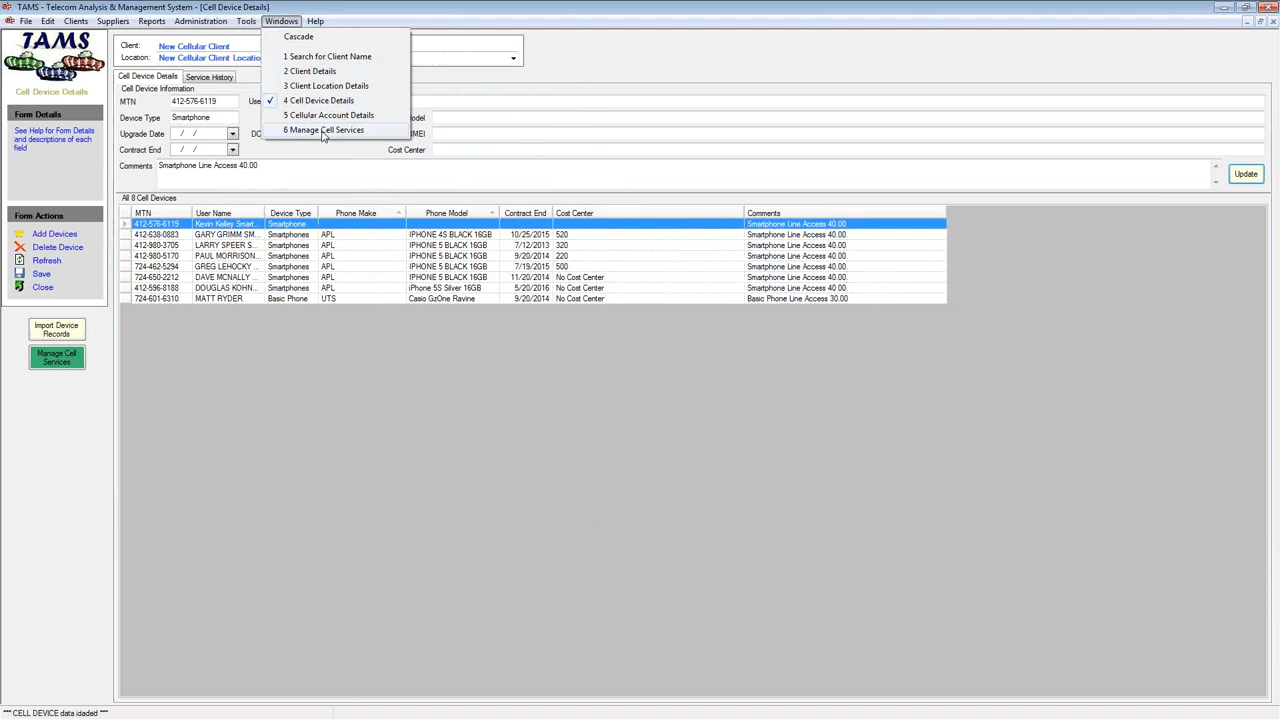 TAMS - Telecom Analysis & Management System - [Cell Device Details]
File Edit Clients Suppliers Reports Administration Tools Windows Help
TAMS
Cell Device Details
Form Details
See Help for Form Details and descriptions of each field
Form Actions
Add Devices
Delete Device
Refresh
Save
Close
Import Device Records
Manage Cell Services
Client: New Cellular Client
Location: New Cellular Client Locatio
Cascade
1 Search for Client Name
2 Client Details
3 Client Location Details
4 Cell Device Details
5 Cellular Account Details
6 Manage Cell Services
Cell Device Details Service History
Cell Device Information
MTN 412-576-6119 Use
Device Type Smartphone Model
Upgrade Date / / DC IMEI
Contract End / / Cost Center
Comments Smartphone Line Access 40.00
Update
All 8 Cell Devices
MTN User Name Device Type Phone Make Phone Model Contract End Cost Center Comments
412-576-6119 Kevin Kelley Smart... Smartphone Smartphone Line Access 40.00
412-638-0883 GARY GRIMM SM... Smartphones APL IPHONE 4S BLACK 16GB 10/25/2015 520 Smartphone Line Access 40.00.
412-980-3705 LARRY SPEER S... Smartphones APL IPHONE 5 BLACK 16GB 7/12/2013 320 Smartphone Line Access 40.00.
412-980-5170 PAUL MORRISON... Smartphones APL IPHONE 5 BLACK 16GB 9/20/2014 220 Smartphone Line Access 40.00.
724-462-5294 GREG LEHOCKY ... Smartphones APL IPHONE 5 BLACK 16GB 7/19/2015 500 Smartphone Line Access 40.00.
724-650-2212 DAVE MCNALLY ... Smartphones APL IPHONE 5 BLACK 16GB 11/20/2014 No Cost Center Smartphone Line Access 40.00.
412-596-8188 DOUGLAS KOHN... Smartphones APL iPhone 5S Silver 16GB 5/20/2016 No Cost Center Smartphone Line Access 40.00.
724-601-6310 MATT RYDER Basic Phone UTS Casio GzOne Ravine 9/20/2014 No Cost Center Basic Phone Line Access 30.00
*** CELL DEVICE data loaded ***